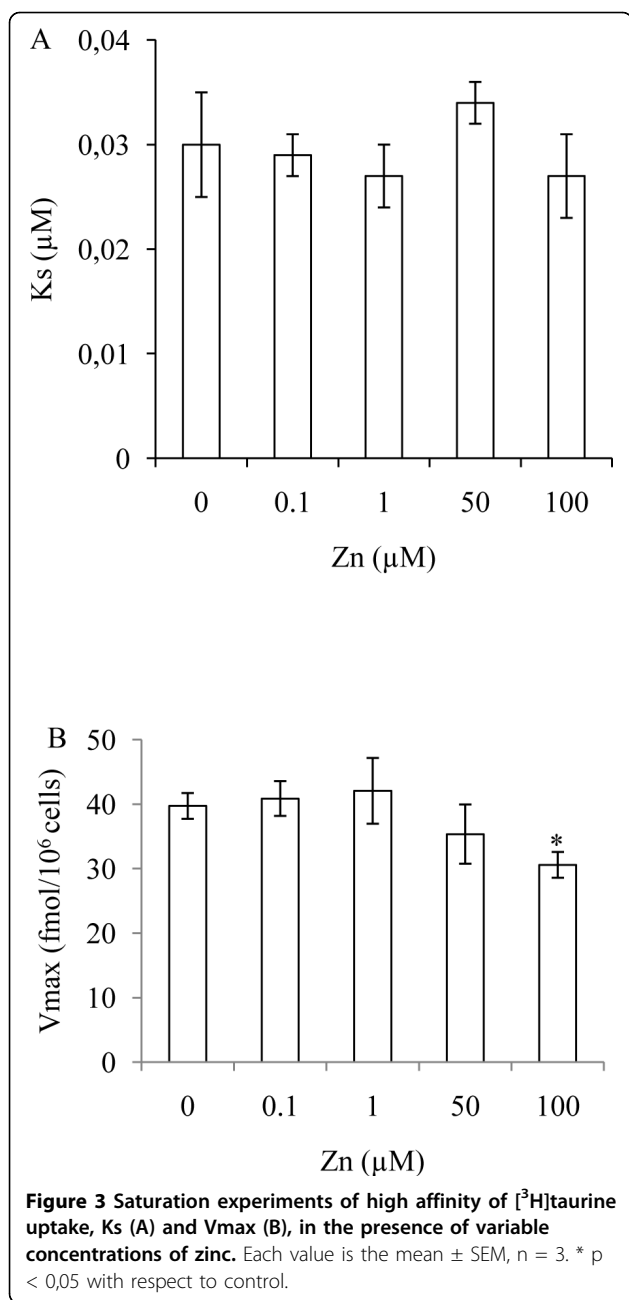 A
0,04
0,03
0,02
0,01
0
Ks (µM)
0 0.1 1 50 100
Zn (µM)
B
50
40
30
20
10
0
Vmax (fmol/10⁶ cells)
*
0 0.1 1 50 100
Zn (µM)
Figure 3 Saturation experiments of high affinity of [³H]taurine
uptake, Ks (A) and Vmax (B), in the presence of variable
concentrations of zinc. Each value is the mean ± SEM, n = 3. * p
< 0,05 with respect to control.